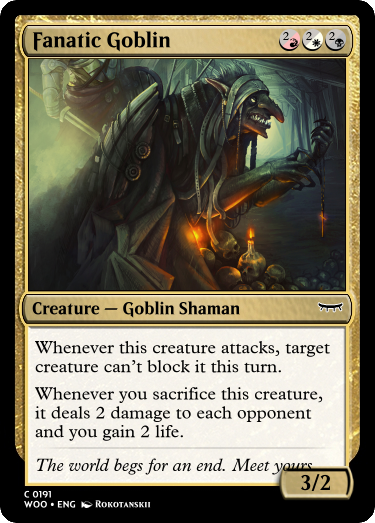 Fanatic Goblin 2 2 2
Creature — Goblin Shaman
Whenever this creature attacks, target
creature can't block it this turn.
Whenever you sacrifice this creature,
it deals 2 damage to each opponent
and you gain 2 life.
The world begs for an end. Meet yours.
3/2
C 0191
WOO • ENG Rokotanskii